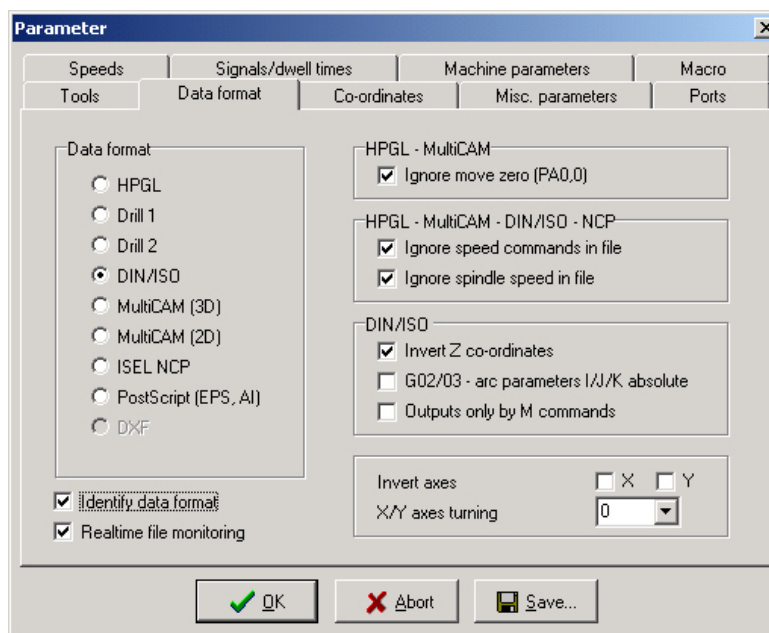 Parameter
Speeds
Signals/dwell times
Machine parameters
Macro
Tools
Data format
Co-ordinates
Misc. parameters
Ports
Data format
HPGL
Drill 1
Drill 2
DIN/ISO
MultiCAM (3D)
MultiCAM (2D)
ISEL NCP
PostScript (EPS, AI)
DXF
Identify data format
Realtime file monitoring
HPGL - MultiCAM
Ignore move zero (PA0,0)
HPGL - MultiCAM - DIN/ISO - NCP
Ignore speed commands in file
Ignore spindle speed in file
DIN/ISO
Invert Z co-ordinates
G02/03 - arc parameters I/J/K absolute
Outputs only by M commands
Invert axes X Y
X/Y axes turning 0
OK
Abort
Save...